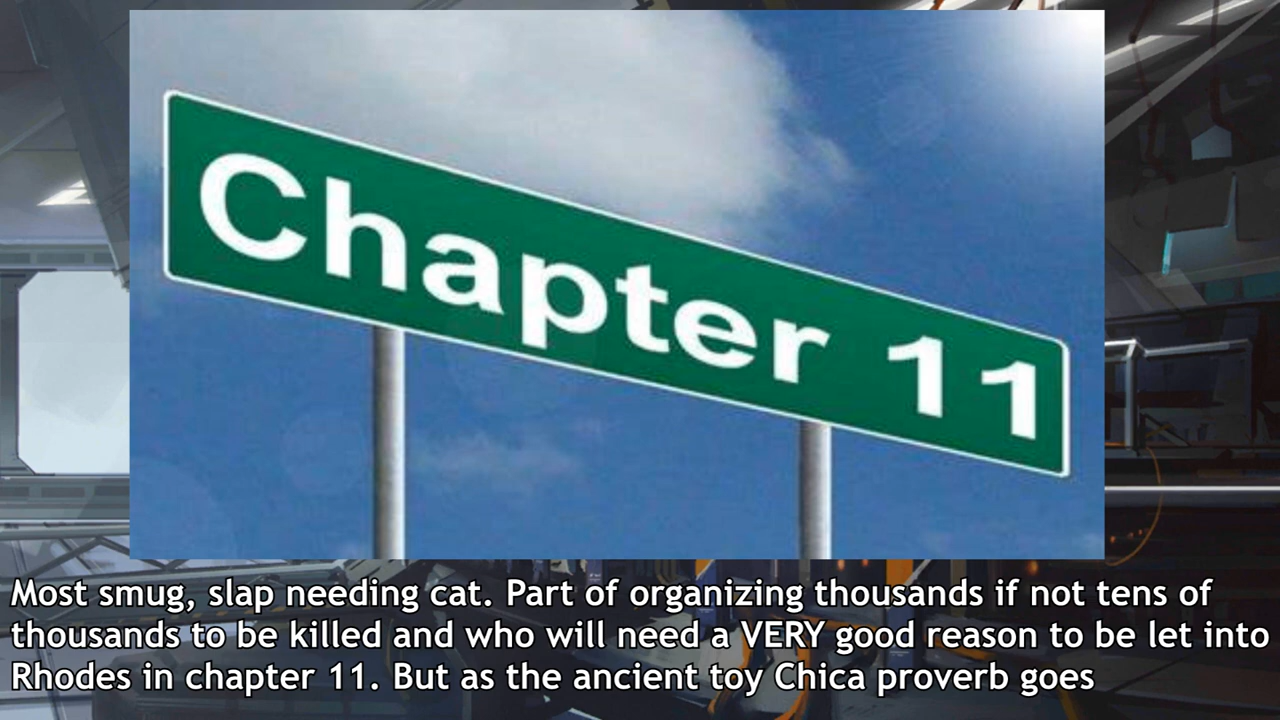 Chapter 11
Most smug, slap needing cat. Part of organizing thousands if not tens of
thousands to be killed and who will need a VERY good reason to be let into
Rhodes in chapter 11. But as the ancient toy Chica proverb goes